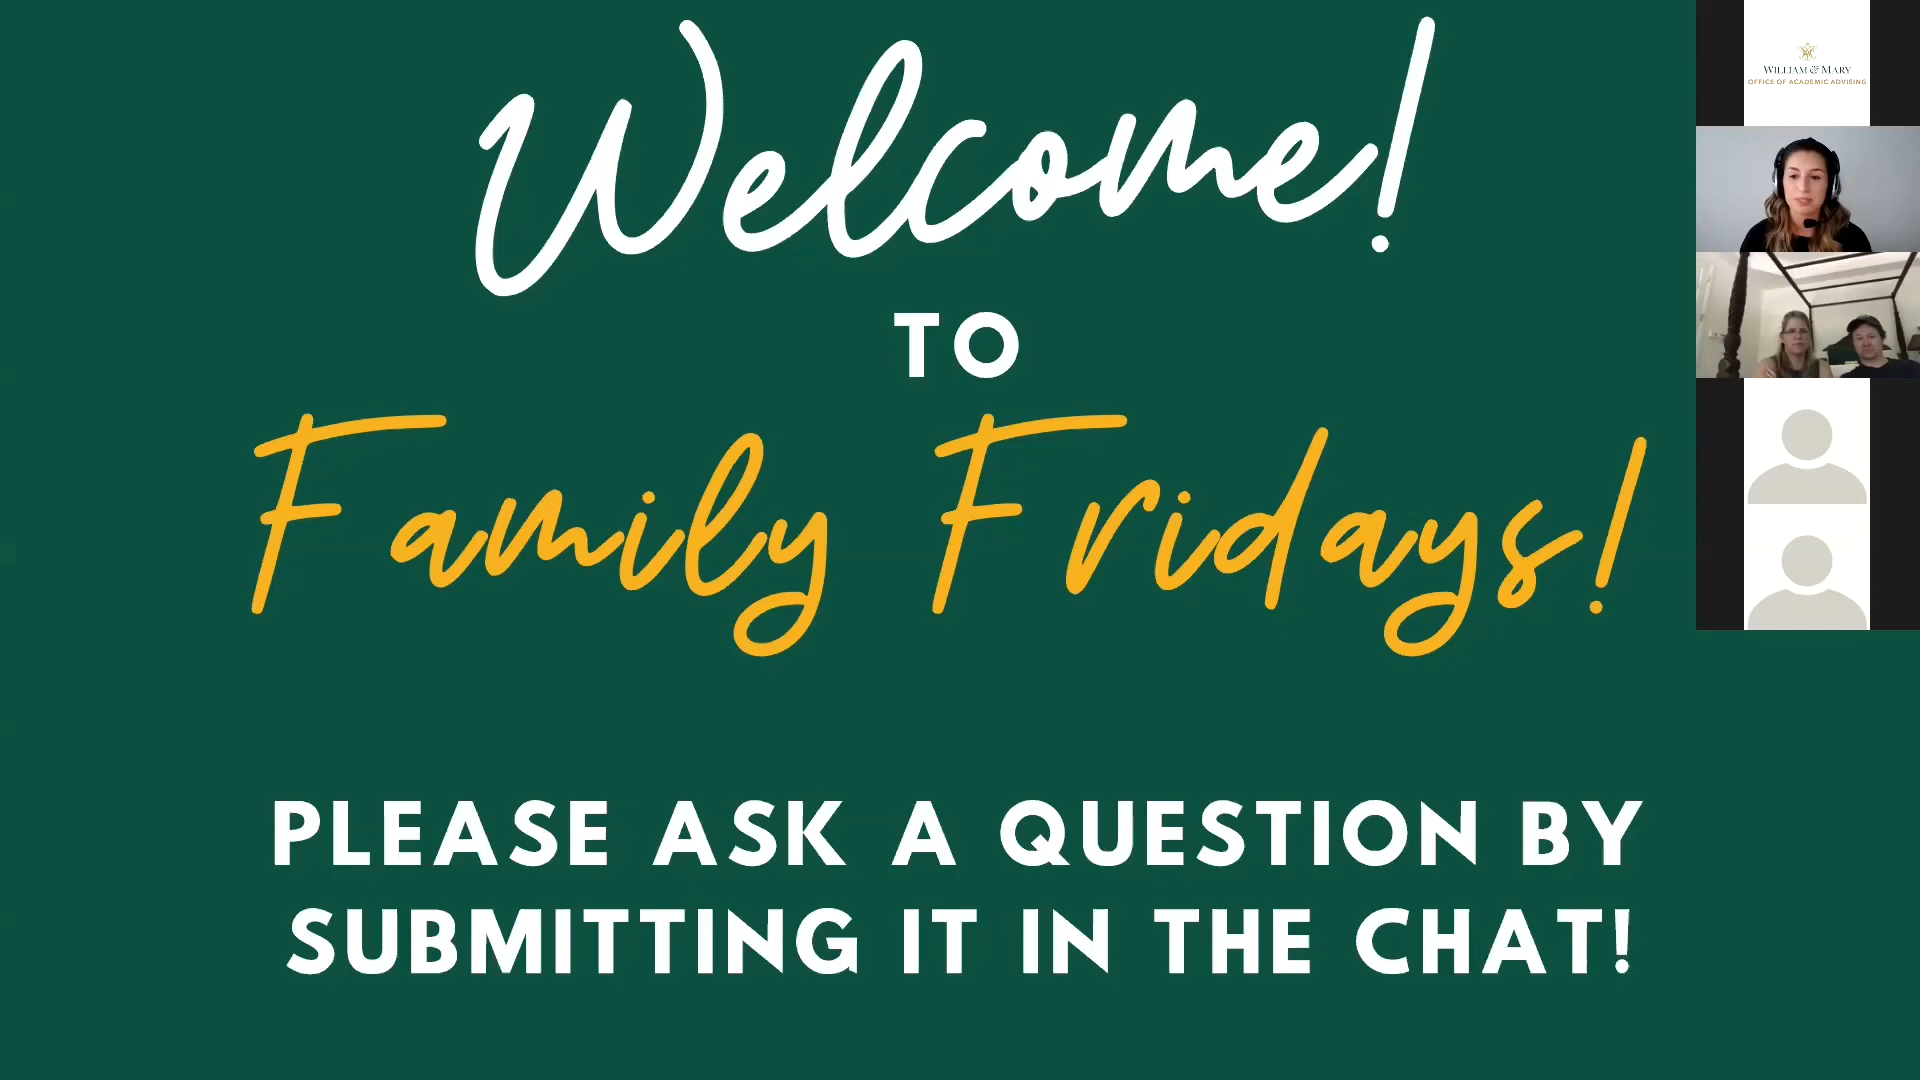 Welcome!
TO
Family Fridays!
PLEASE ASK A QUESTION BY
SUBMITTING IT IN THE CHAT!
WILLIAM & MARY
OFFICE OF ACADEMIC ADVISING